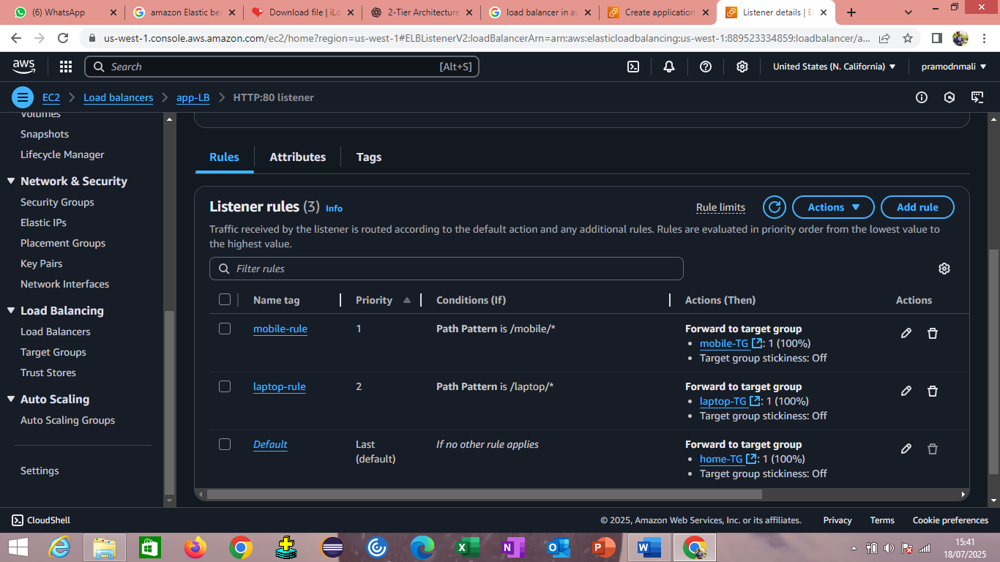 (6) WhatsApp
amazon Elastic be
Download file | iLo
2-Tier Architecture
load balancer in aw
Create application
Listener details | E
us-west-1.console.aws.amazon.com/ec2/home?region=us-west-1#ELBListenerV2:loadBalancerArn=arn:aws:elasticloadbalancing:us-west-1:889523334859:loadbalancer/a...
aws
Search
[Alt+S]
United States (N. California)
pramodnmali
EC2
Load balancers
app-LB
HTTP:80 listener
Volumes
Snapshots
Lifecycle Manager
Network & Security
Security Groups
Elastic IPs
Placement Groups
Key Pairs
Network Interfaces
Load Balancing
Load Balancers
Target Groups
Trust Stores
Auto Scaling
Auto Scaling Groups
Settings
Rules
Attributes
Tags
Listener rules (3) Info
Rule limits
Actions
Add rule
Traffic received by the listener is routed according to the default action and any additional rules. Rules are evaluated in priority order from the lowest value to
the highest value.
Filter rules
Name tag
Priority
Conditions (If)
Actions (Then)
Actions
mobile-rule
1
Path Pattern is /mobile/*
Forward to target group
• mobile-TG : 1 (100%)
• Target group stickiness: Off
laptop-rule
2
Path Pattern is /laptop/*
Forward to target group
• laptop-TG : 1 (100%)
• Target group stickiness: Off
Default
Last
(default)
If no other rule applies
Forward to target group
• home-TG : 1 (100%)
• Target group stickiness: Off
CloudShell
© 2025, Amazon Web Services, Inc. or its affiliates.
Privacy
Terms
Cookie preferences
15:41
18/07/2025